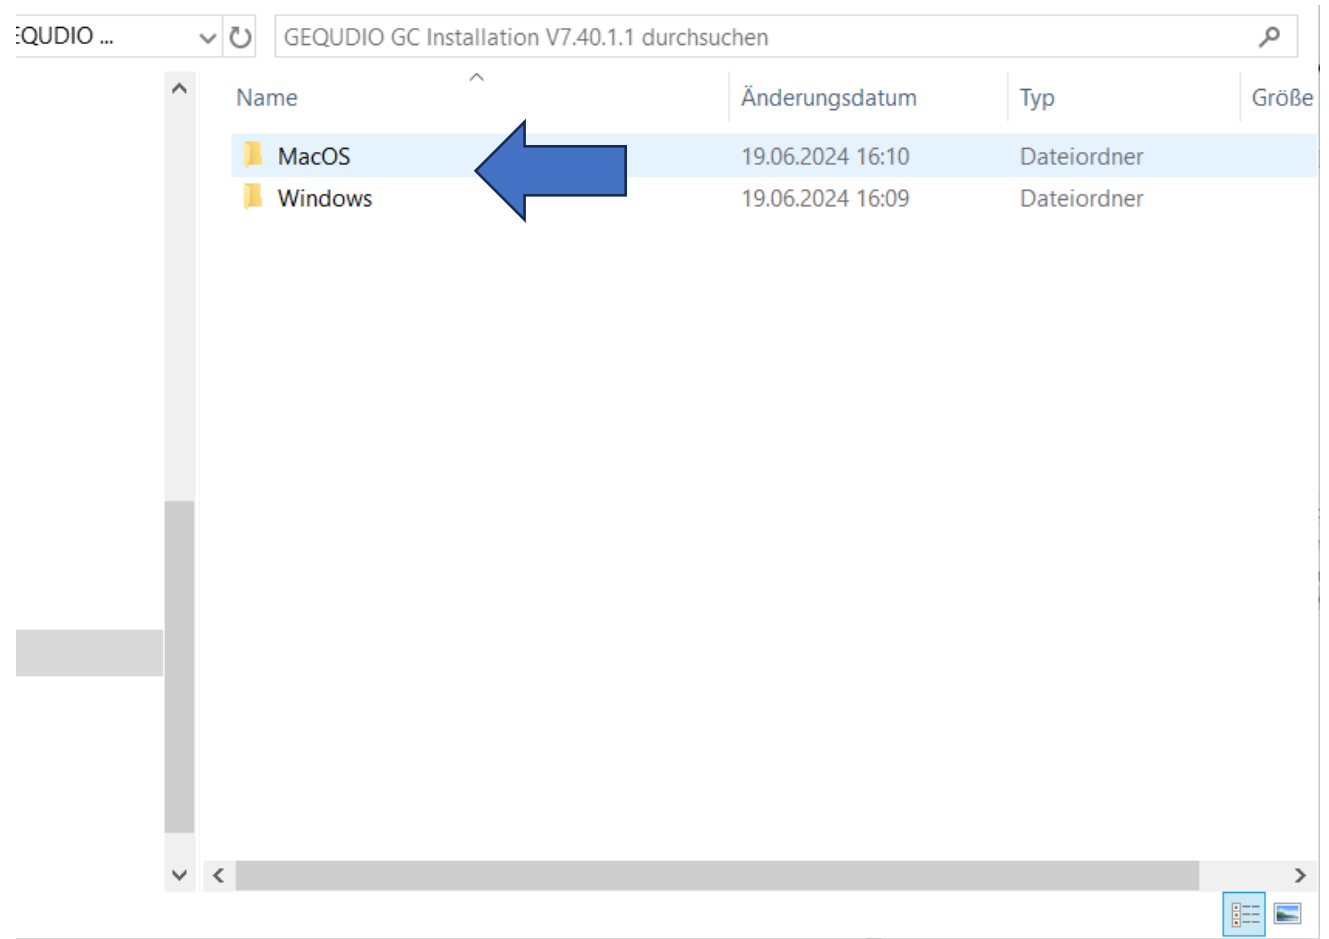 EQUDIO ...
GEQUDIO GC Installation V7.40.1.1 durchsuchen
Name Änderungsdatum Typ Größe
MacOS 19.06.2024 16:10 Dateiordner
Windows 19.06.2024 16:09 Dateiordner